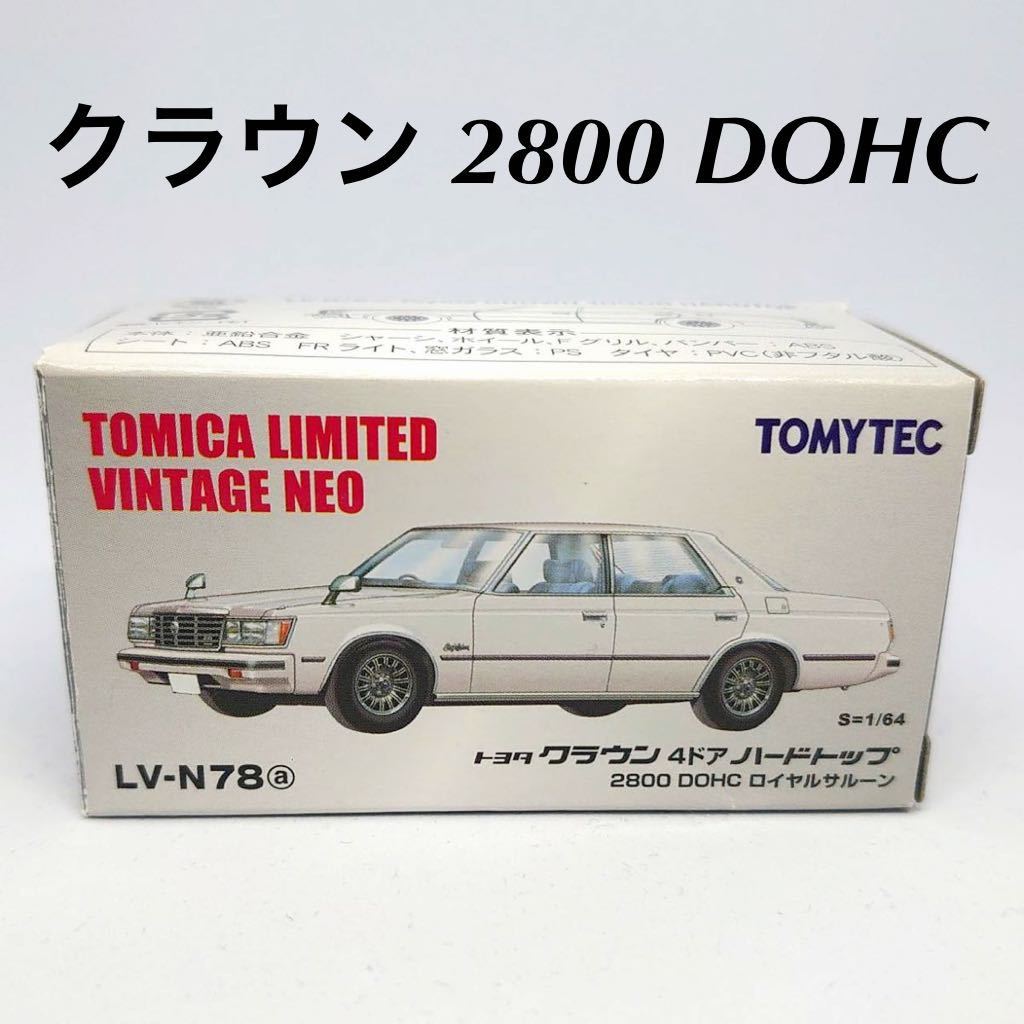 クラウン 2800 DOHC
材質表示
本体：亜鉛合金 シャーシ、ホイール、F グリル、バンパー：ABS
シート：ABS FR ライト、窓ガラス：PS タイヤ：PVC(非フタル酸)
TOMICA LIMITED
VINTAGE NEO
TOMYTEC
S=1/64
トヨタ クラウン 4ドア ハードトップ
2800 DOHC ロイヤルサルーン
LV-N78ⓐ